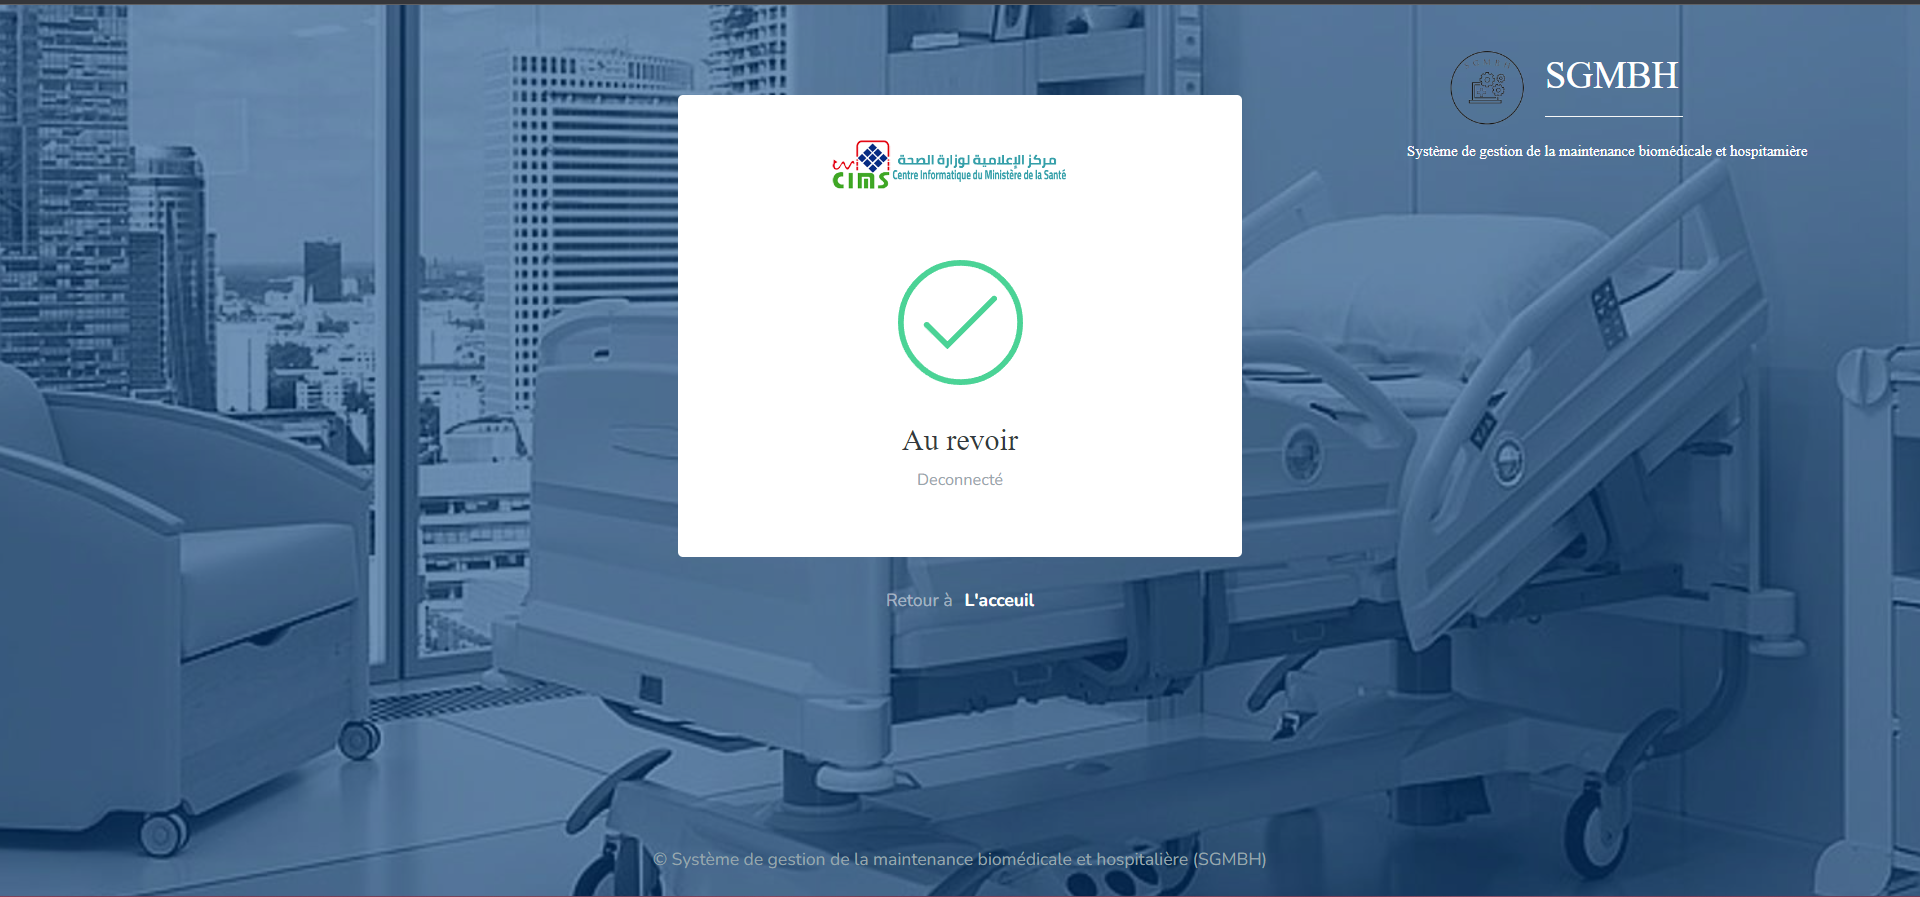 SGMBH
Système de gestion de la maintenance biomédicale et hospitamière
مركز الإعلامية لوزارة الصحة
CIMS Centre Informatique du Ministère de la Santé
Au revoir
Deconnecté
Retour à L'acceuil
© Système de gestion de la maintenance biomédicale et hospitalière (SGMBH)